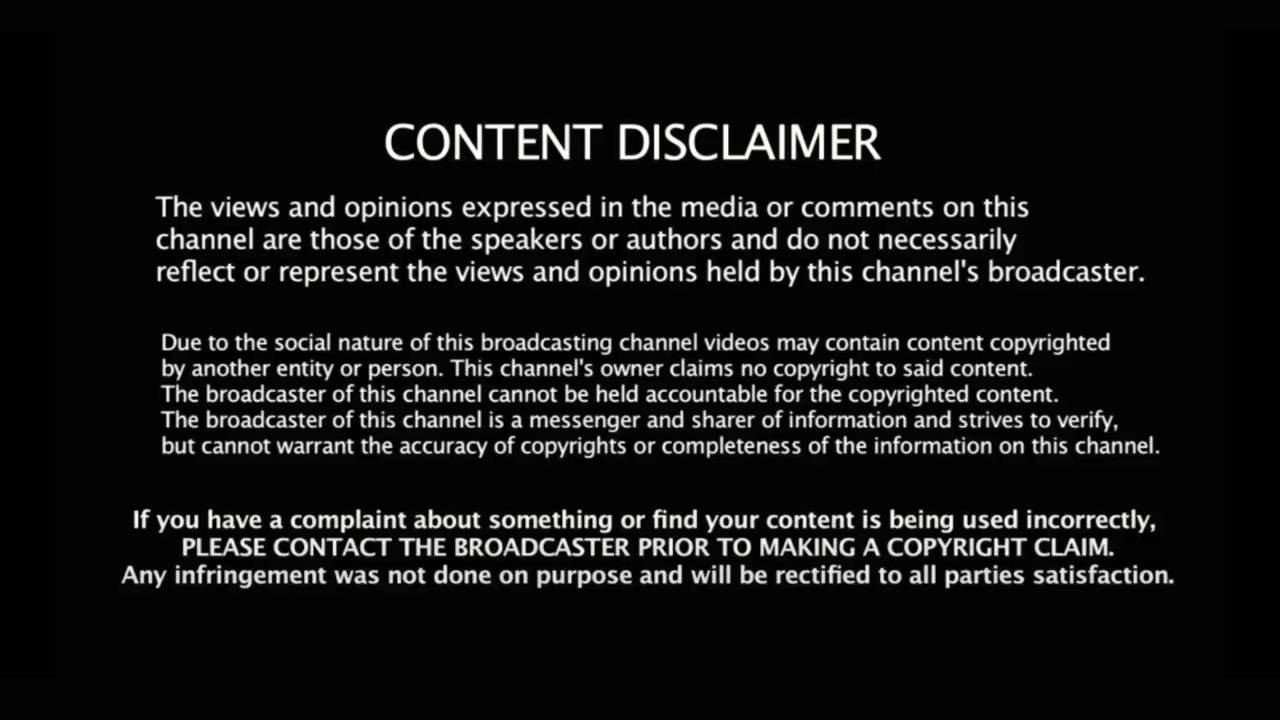 CONTENT DISCLAIMER
The views and opinions expressed in the media or comments on this
channel are those of the speakers or authors and do not necessarily
reflect or represent the views and opinions held by this channel's broadcaster.
Due to the social nature of this broadcasting channel videos may contain content copyrighted
by another entity or person. This channel's owner claims no copyright to said content.
The broadcaster of this channel cannot be held accountable for the copyrighted content.
The broadcaster of this channel is a messenger and sharer of information and strives to verify,
but cannot warrant the accuracy of copyrights or completeness of the information on this channel.
If you have a complaint about something or find your content is being used incorrectly,
PLEASE CONTACT THE BROADCASTER PRIOR TO MAKING A COPYRIGHT CLAIM.
Any infringement was not done on purpose and will be rectified to all parties satisfaction.